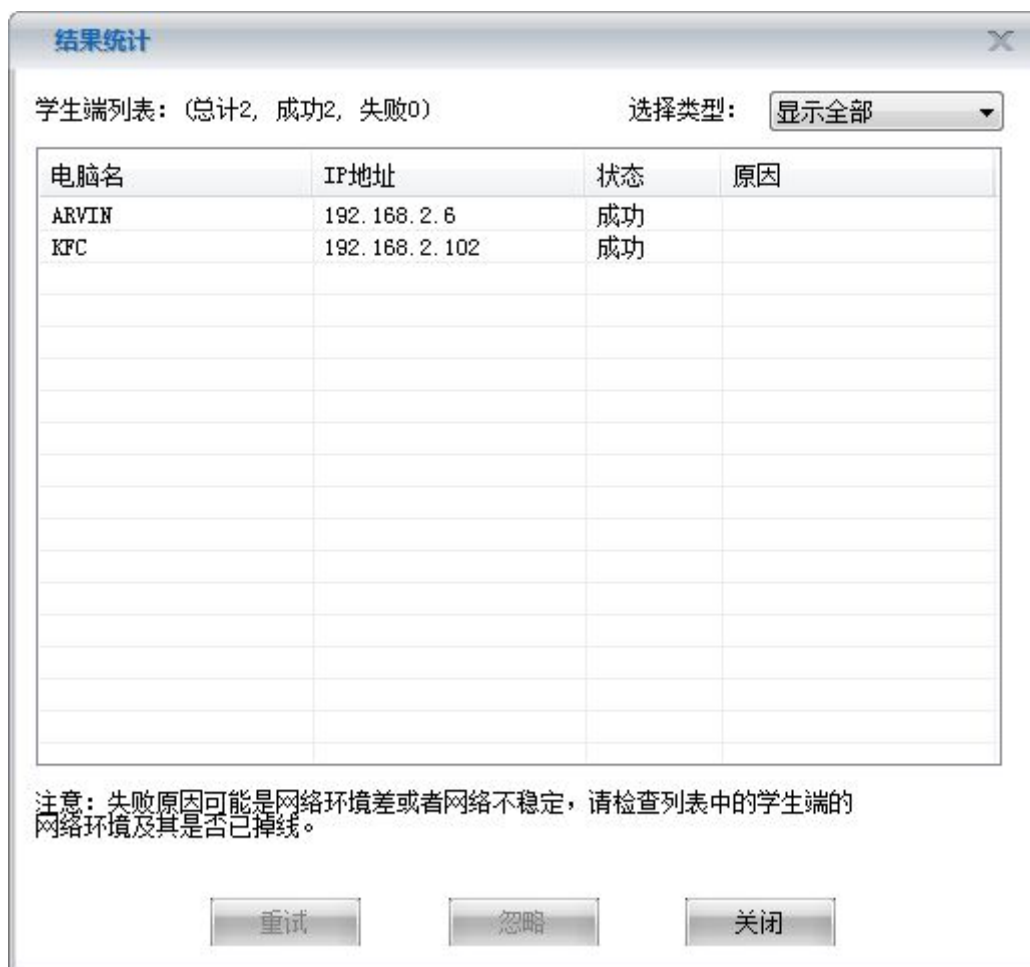 结果统计
学生端列表：(总计2, 成功2, 失败0) 选择类型： 显示全部
电脑名 IP地址 状态 原因
ARVIN 192.168.2.6 成功
KFC 192.168.2.102 成功
注意：失败原因可能是网络环境差或者网络不稳定，请检查列表中的学生端的
网络环境及其是否已掉线。
重试 忽略 关闭